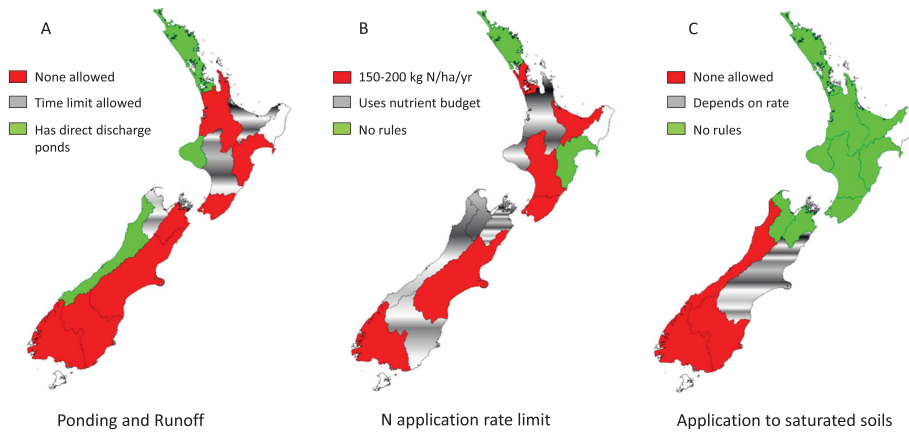 A
None allowed
Time limit allowed
Has direct discharge
ponds
Ponding and Runoff
B
150-200 kg N/ha/yr
Uses nutrient budget
No rules
N application rate limit
C
None allowed
Depends on rate
No rules
Application to saturated soils